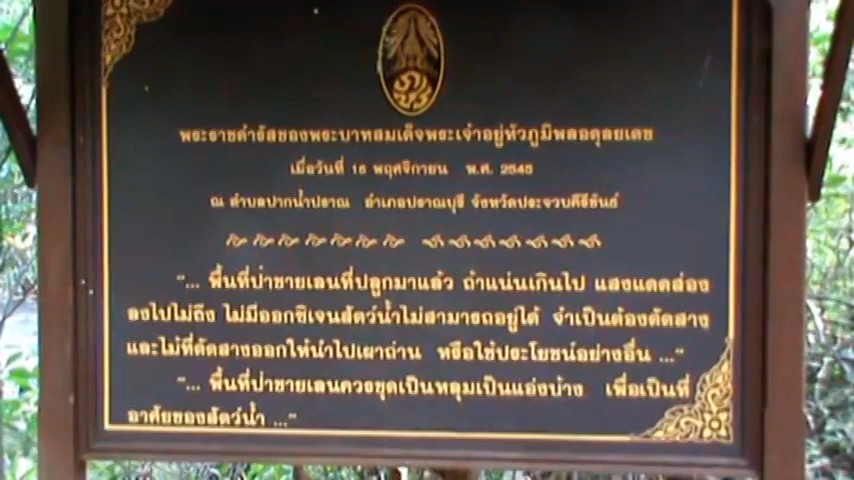 พระราชดำรัสของพระบาทสมเด็จพระเจ้าอยู่หัวภูมิพลอดุลยเดช
เมื่อวันที่ 16 พฤศจิกายน พ.ศ. 2545
ณ ตำบลปากน้ำปราณ อำเภอปราณบุรี จังหวัดประจวบคีรีขันธ์
"... พื้นที่ป่าชายเลนที่ปลูกมาแล้ว ถ้าแน่นเกินไป แสงแดดส่อง
ลงไปไม่ถึง ไม่มีออกซิเจนสัตว์น้ำไม่สามารถอยู่ได้ จำเป็นต้องตัดสาง
และไม้ที่ตัดสางออกให้นำไปเผาถ่าน หรือใช้ประโยชน์อย่างอื่น ..."
"... พื้นที่ป่าชายเลนควรขุดเป็นหลุมเป็นแอ่งบ้าง เพื่อเป็นที่
อาศัยของสัตว์น้ำ ..."